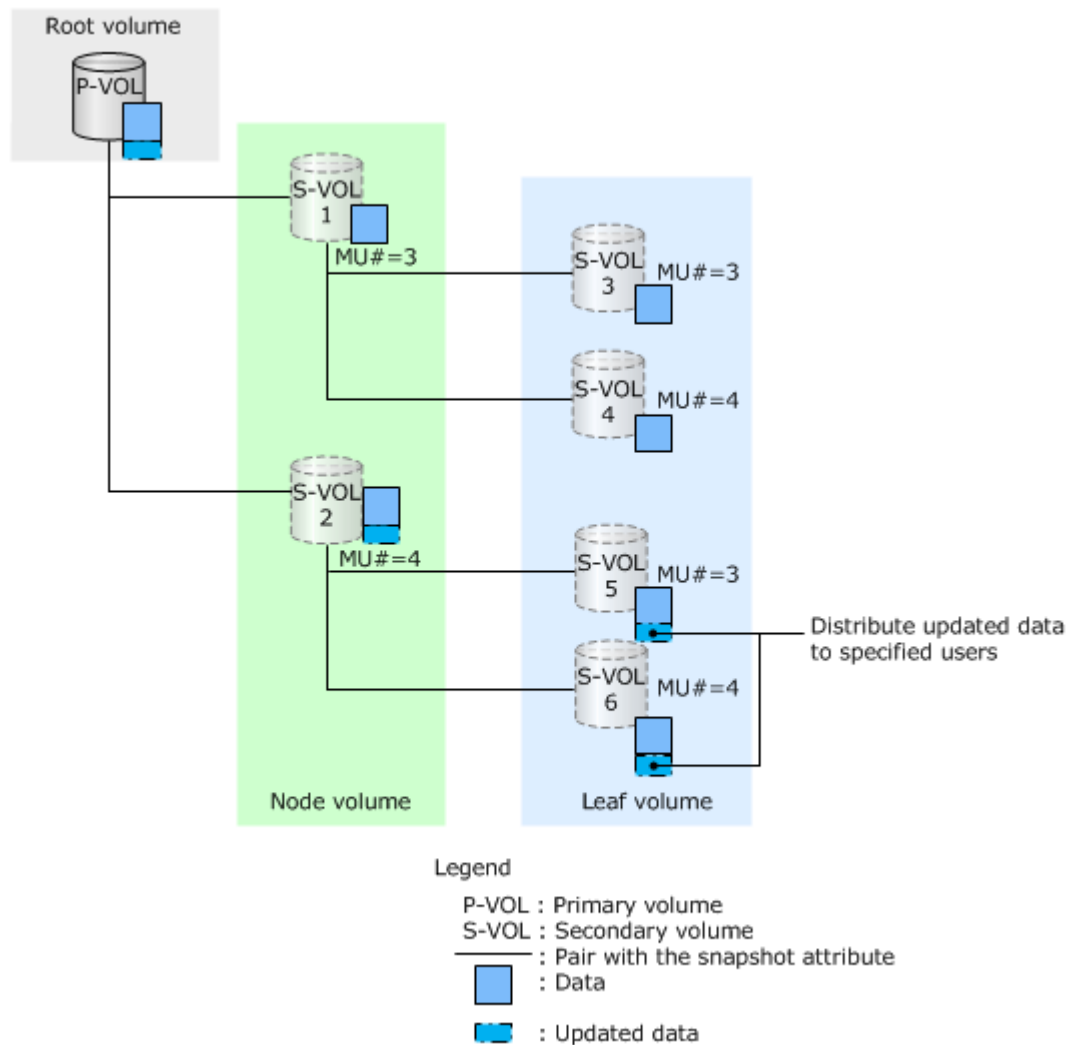 Root volume
P-VOL
S-VOL
1
MU#=3
S-VOL
3
MU#=3
S-VOL
4
MU#=4
S-VOL
2
MU#=4
S-VOL
5
MU#=3
Distribute updated data
to specified users
S-VOL
6
MU#=4
Node volume
Leaf volume
Legend
P-VOL : Primary volume
S-VOL : Secondary volume
: Pair with the snapshot attribute
: Data
: Updated data